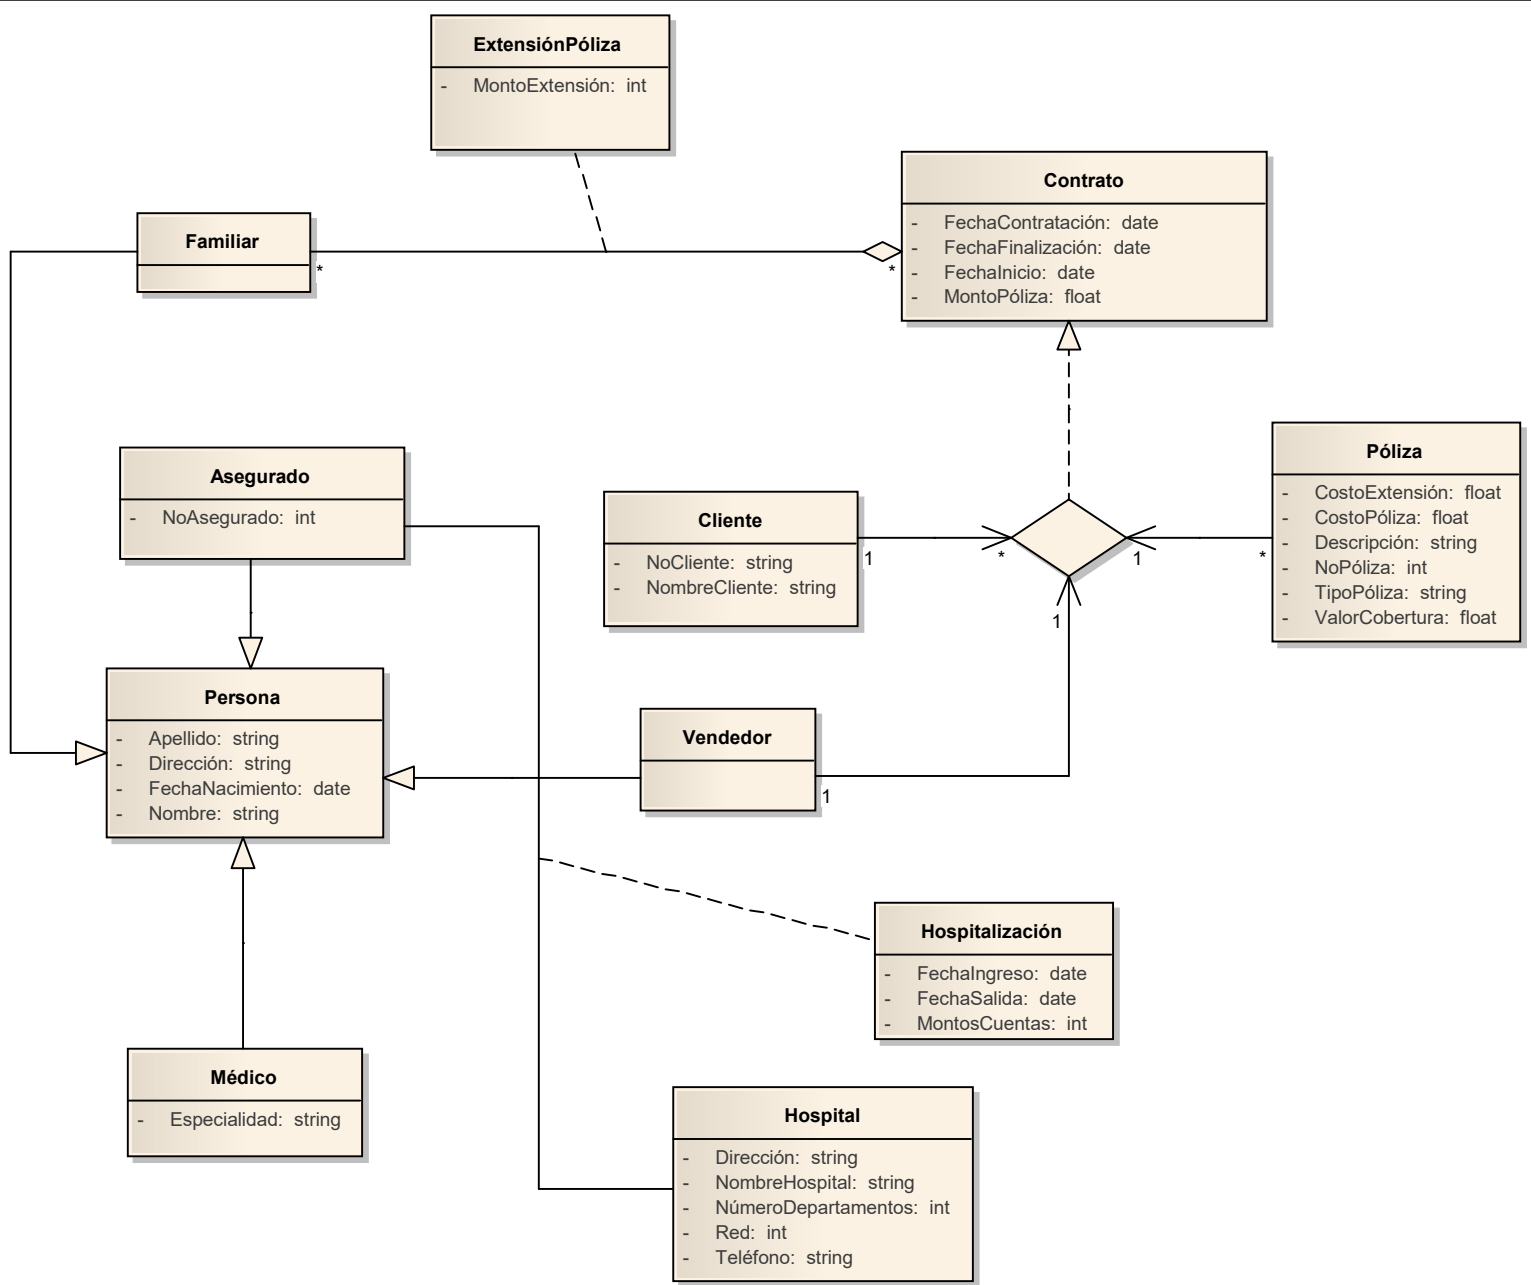 ExtensiónPóliza
- MontoExtensión: int
Contrato
- FechaContratación: date
- FechaFinalización: date
- FechaInicio: date
- MontoPóliza: float
Familiar
*
*
Póliza
- CostoExtensión: float
- CostoPóliza: float
- Descripción: string
- NoPóliza: int
- TipoPóliza: string
- ValorCobertura: float
Asegurado
- NoAsegurado: int
Cliente
- NoCliente: string
- NombreCliente: string
1
*
1
*
1
Persona
- Apellido: string
- Dirección: string
- FechaNacimiento: date
- Nombre: string
Vendedor
1
Hospitalización
- FechaIngreso: date
- FechaSalida: date
- MontosCuentas: int
Médico
- Especialidad: string
Hospital
- Dirección: string
- NombreHospital: string
- NúmeroDepartamentos: int
- Red: int
- Teléfono: string